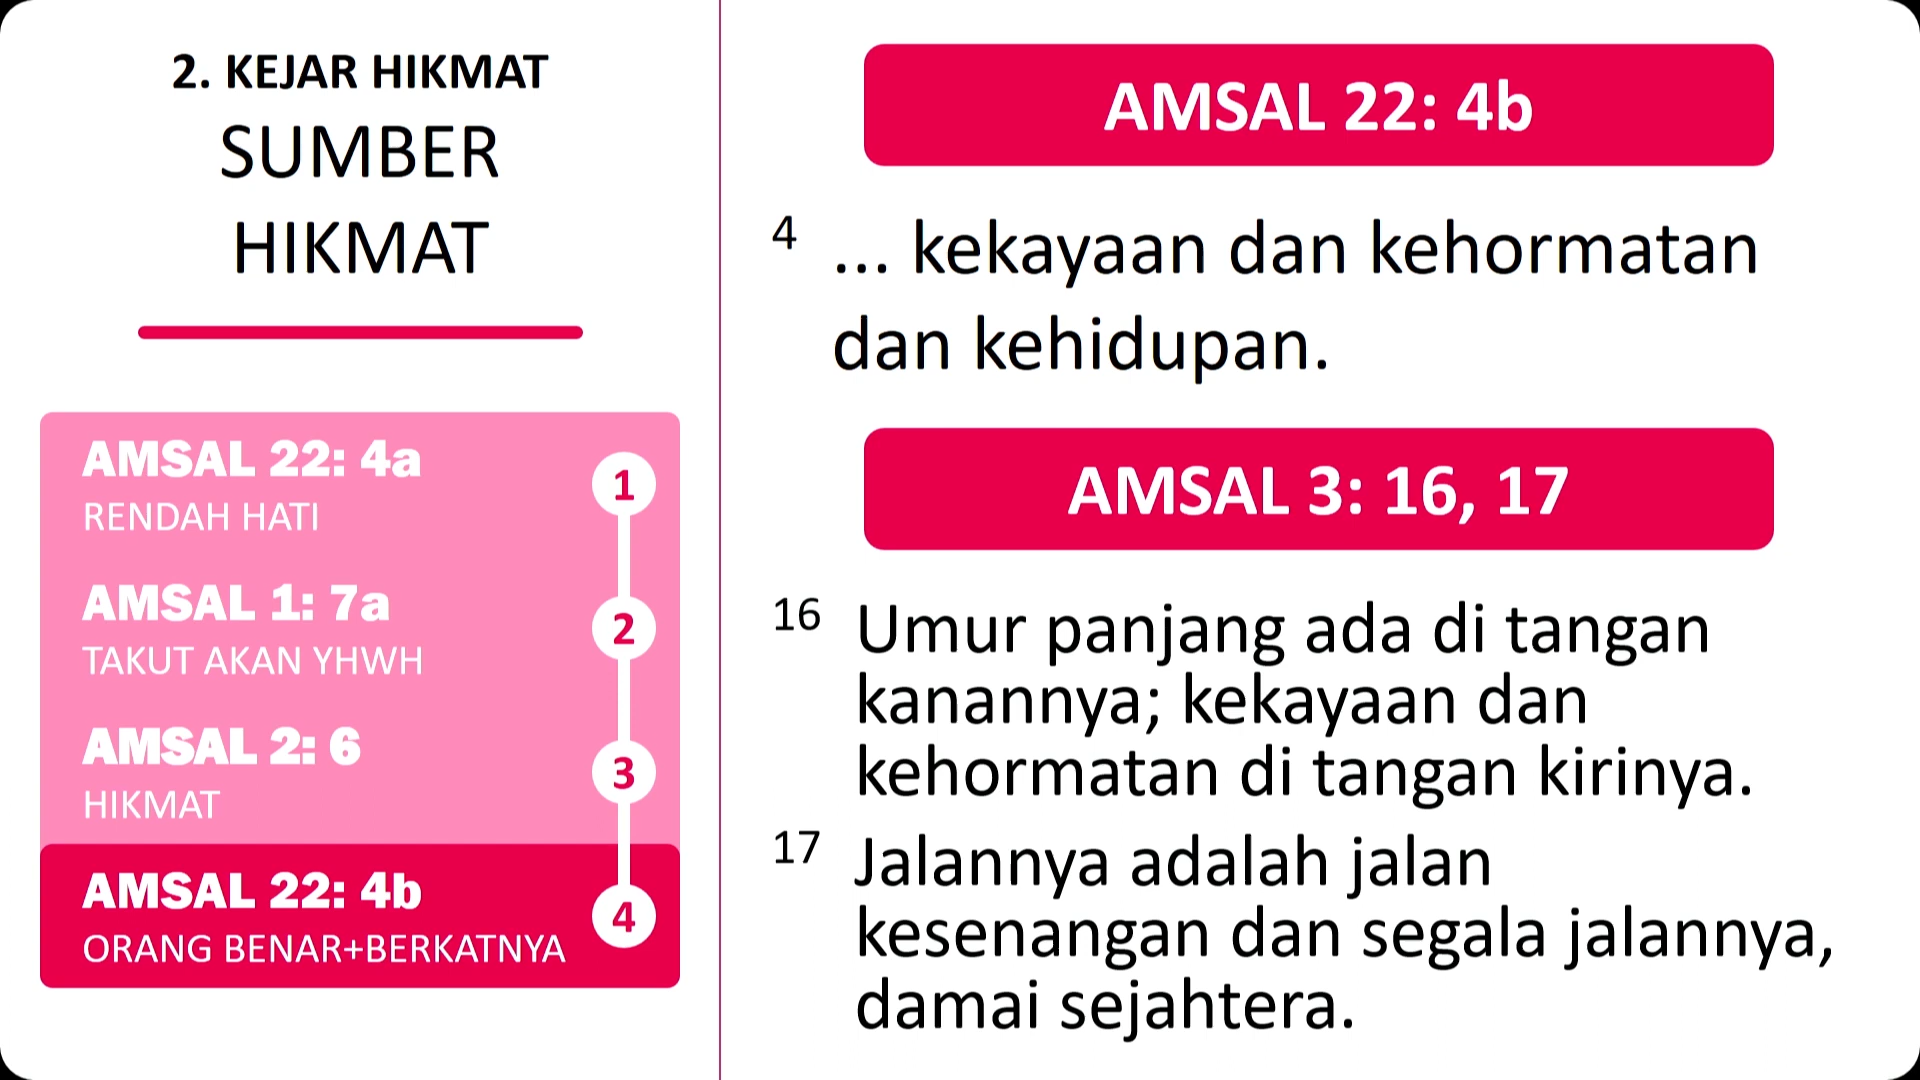 2. KEJAR HIKMAT
SUMBER
HIKMAT
AMSAL 22: 4a
RENDAH HATI
1
AMSAL 1: 7a
TAKUT AKAN YHWH
2
AMSAL 2: 6
HIKMAT
3
AMSAL 22: 4b
ORANG BENAR+BERKATNYA
4
AMSAL 22: 4b
4 ... kekayaan dan kehormatan
dan kehidupan.
AMSAL 3: 16, 17
16 Umur panjang ada di tangan
kanannya; kekayaan dan
kehormatan di tangan kirinya.
17 Jalannya adalah jalan
kesenangan dan segala jalannya,
damai sejahtera.